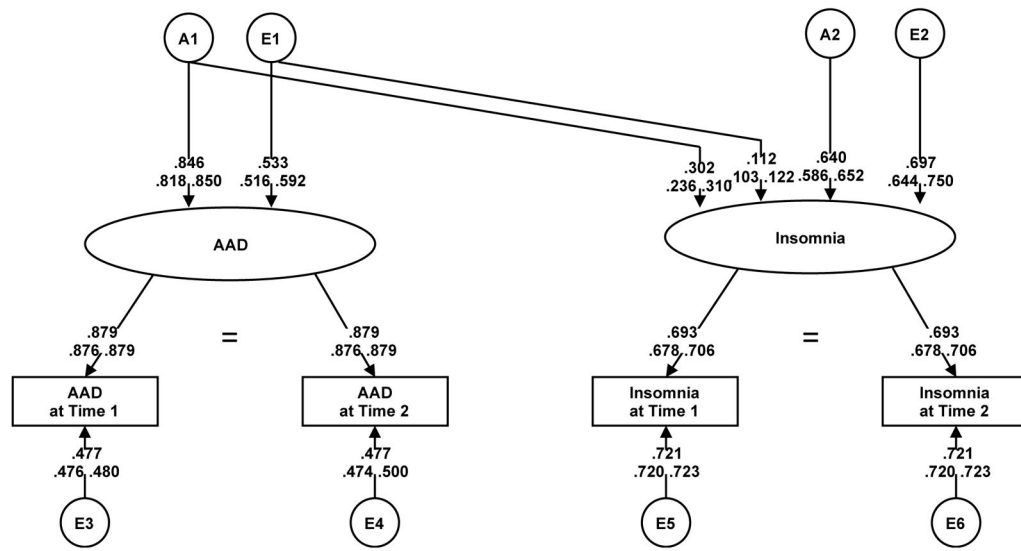 A1 E1 A2 E2
.846 .533 .302 .112 .640 .697
.818 .850 .516 .592 .236 .310 .103 .122 .586 .652 .644 .750
AAD Insomnia
.879 = .879 .693 = .693
.876 .879 .876 .879 .678 .706 .678 .706
AAD AAD Insomnia Insomnia
at Time 1 at Time 2 at Time 1 at Time 2
.477 .477 .721 .721
.476 .480 .474 .500 .720 .723 .720 .723
E3 E4 E5 E6